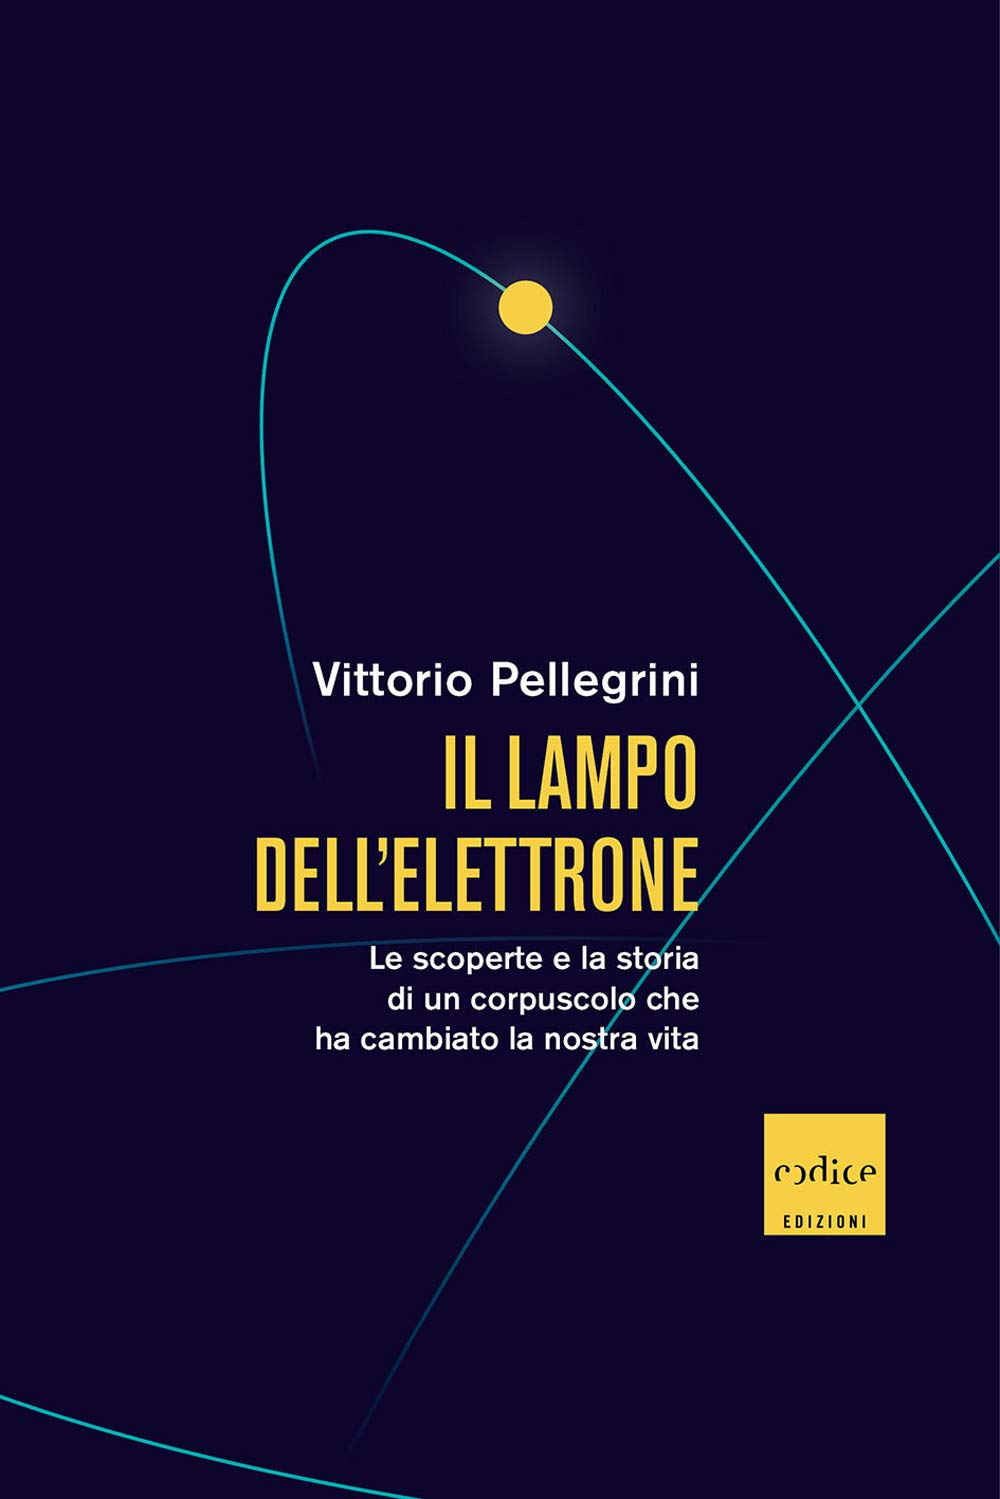 Vittorio Pellegrini
IL LAMPO
DELL'ELETTRONE
Le scoperte e la storia
di un corpuscolo che
ha cambiato la nostra vita
codice
EDIZIONI